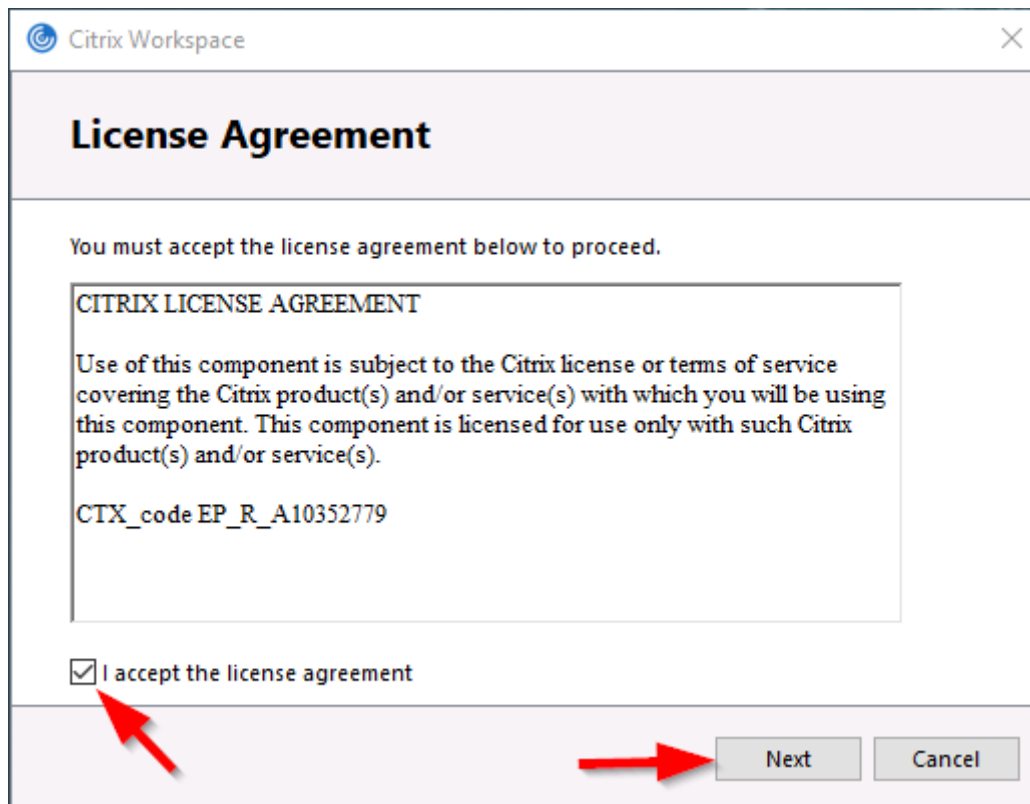 Citrix Workspace
License Agreement
You must accept the license agreement below to proceed.
CITRIX LICENSE AGREEMENT
Use of this component is subject to the Citrix license or terms of service
covering the Citrix product(s) and/or service(s) with which you will be using
this component. This component is licensed for use only with such Citrix
product(s) and/or service(s).
CTX_code EP_R_A10352779
I accept the license agreement
Next
Cancel